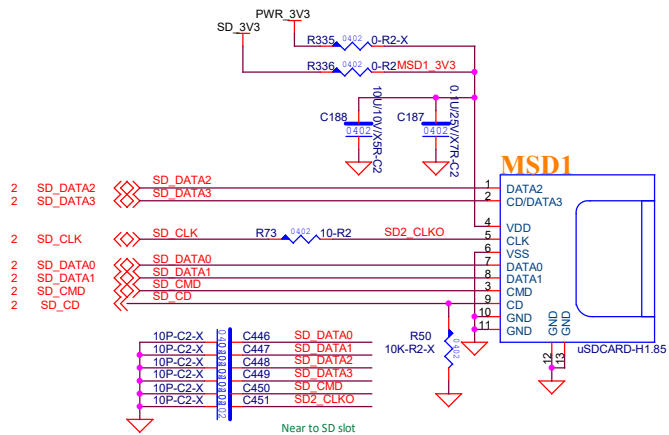 PWR_3V3
SD_3V3
R335 0402 0-R2-X
R336 0402 0-R2 MSD1_3V3
C188 0402 10U/10V/X5R-C2
C187 0402 0.1U/25V/X7R-C2
MSD1
2 SD_DATA2 SD_DATA2 1 DATA2
2 SD_DATA3 SD_DATA3 2 CD/DATA3
4 VDD
2 SD_CLK SD_CLK R73 0402 10-R2 SD2_CLKO 5 CLK
6 VSS
2 SD_DATA0 SD_DATA0 7 DATA0
2 SD_DATA1 SD_DATA1 8 DATA1
2 SD_CMD SD_CMD 3 CMD
2 SD_CD SD_CD 9 CD
10 GND
11 GND
GND
GND
12
13
uSDCARD-H1.85
R50
10K-R2-X
0402
10P-C2-X C446 SD_DATA0
10P-C2-X C447 SD_DATA1
10P-C2-X C448 SD_DATA2
10P-C2-X C449 SD_DATA3
10P-C2-X C450 SD_CMD
10P-C2-X C451 SD2_CLKO
Near to SD slot